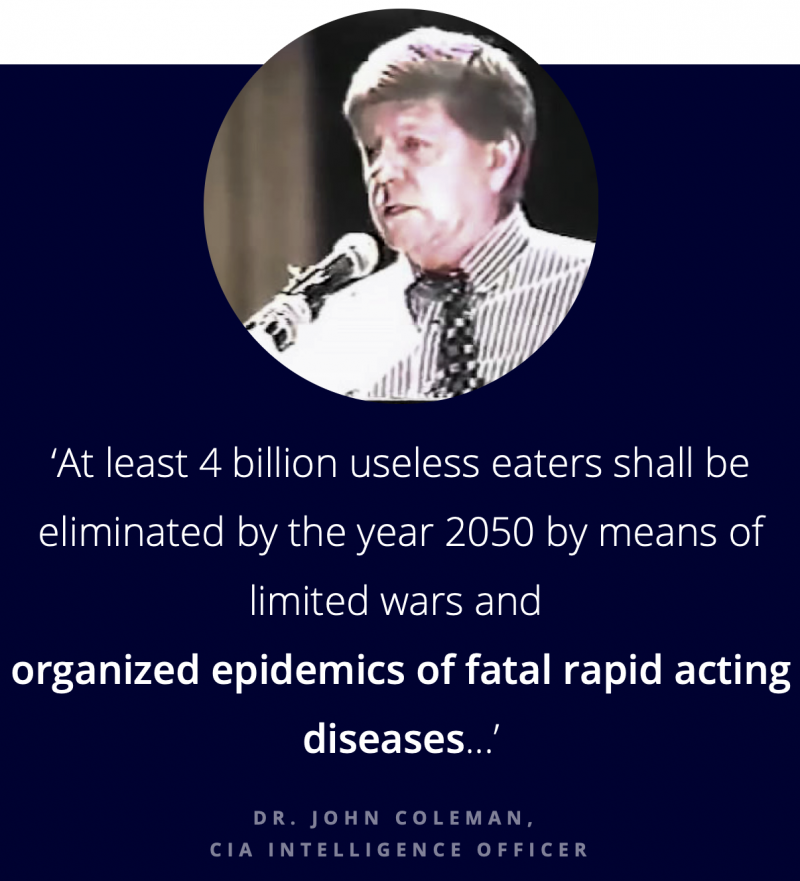 ‘At least 4 billion useless eaters shall be
eliminated by the year 2050 by means of
limited wars and
organized epidemics of fatal rapid acting
diseases...’
DR. JOHN COLEMAN,
CIA INTELLIGENCE OFFICER